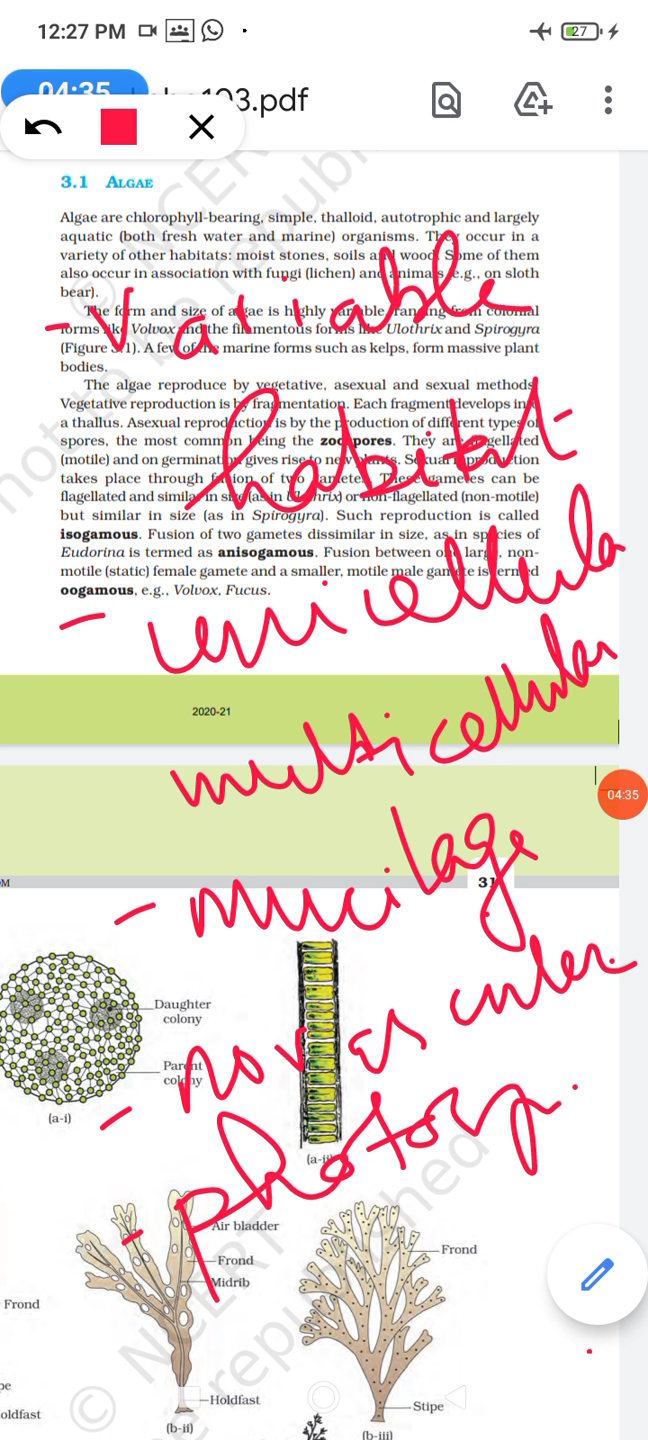 12:27 PM
27
04:35
103.pdf
3.1 ALGAE
Algae are chlorophyll-bearing, simple, thalloid, autotrophic and largely
aquatic (both fresh water and marine) organisms. They occur in a
variety of other habitats: moist stones, soils and wood. Some of them
also occur in association with fungi (lichen) and animals (e.g., on sloth
bear).
The form and size of algae is highly variable, ranging from colonial
forms like Volvox and the filamentous forms like Ulothrix and Spirogyra
(Figure 3.1). A few of the marine forms such as kelps, form massive plant
bodies.
The algae reproduce by vegetative, asexual and sexual methods.
Vegetative reproduction is by fragmentation. Each fragment develops into
a thallus. Asexual reproduction is by the production of different types of
spores, the most common being the zoospores. They are flagellated
(motile) and on germination gives rise to new plants. Sexual reproduction
takes place through fusion of two gametes. These gametes can be
flagellated and similar in size (as in Ulothrix) or non-flagellated (non-motile)
but similar in size (as in Spirogyra). Such reproduction is called
isogamous. Fusion of two gametes dissimilar in size, as in species of
Eudorina is termed as anisogamous. Fusion between one large, non-
motile (static) female gamete and a smaller, motile male gamete is termed
oogamous, e.g., Volvox, Fucus.
- variable
habitat -
- unicellular
multicellular
2020-21
04:35
31
- mucilage
Daughter
colony
- novascular.
Parent
colony
(a-i)
- photosy.
Air bladder
Frond
Frond
Midrib
Frond
Holdfast
Stipe
oldfast
(b-ii)
(b-iii)
© NCERT
not to be republished